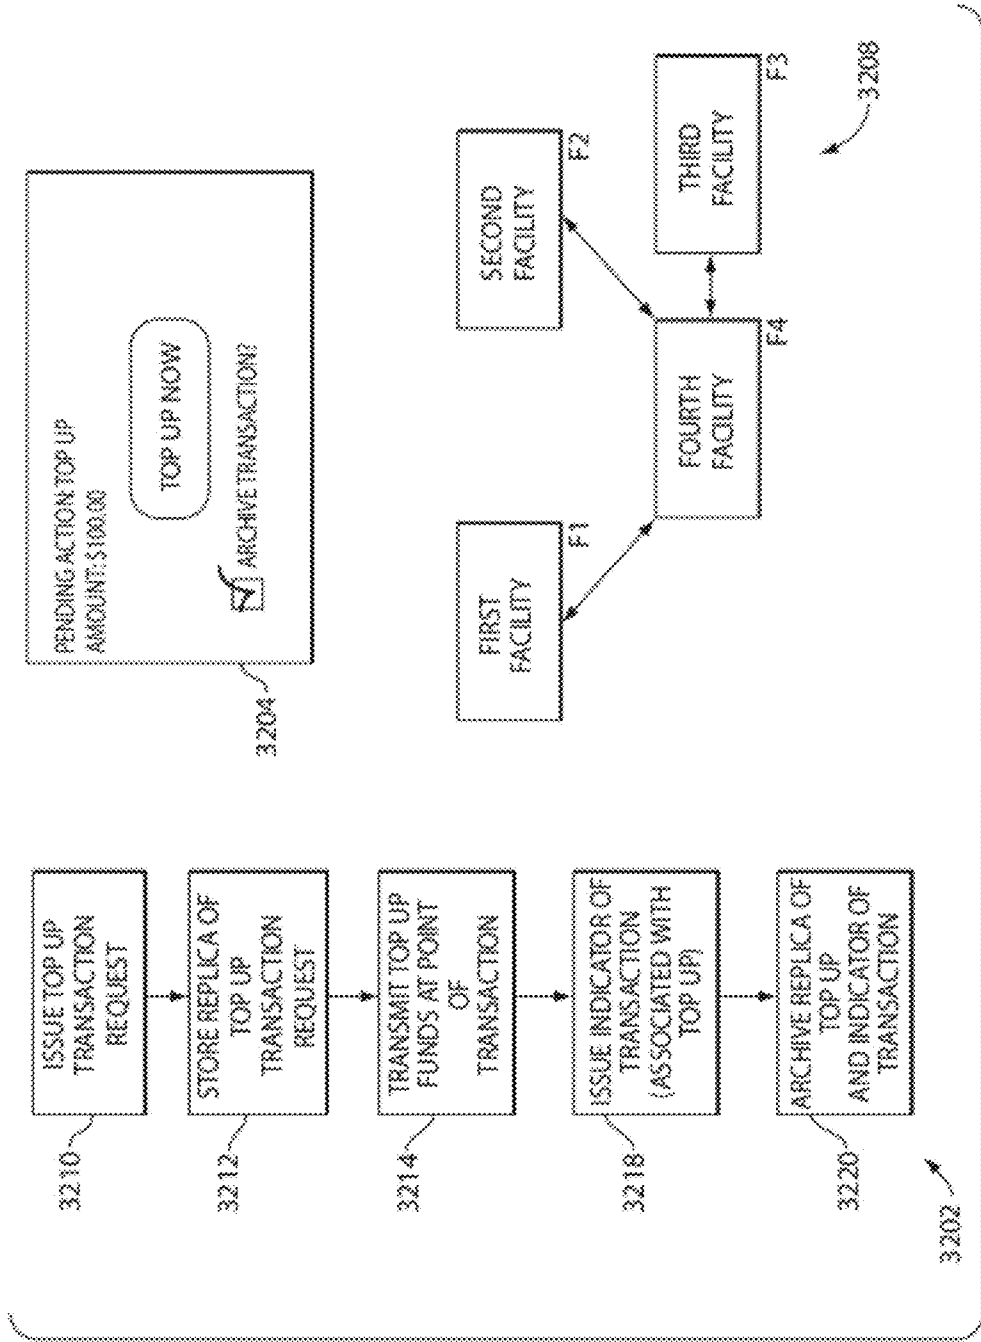 3210
ISSUE TOP UP
TRANSACTION
REQUEST
3212
STORE REPLICA OF
TOP UP
TRANSACTION
REQUEST
3214
TRANSMIT TOP UP
FUNDS AT POINT
OF
TRANSACTION
3218
ISSUE INDICATOR OF
TRANSACTION
(ASSOCIATED WITH
TOP UP)
3220
ARCHIVE REPLICA OF
TOP UP
AND INDICATOR OF
TRANSACTION
3202
3204
PENDING ACTION: TOP UP
AMOUNT: $100.00
TOP UP NOW
ARCHIVE TRANSACTION?
FIRST
FACILITY
F1
SECOND
FACILITY
F2
FOURTH
FACILITY
F4
THIRD
FACILITY
F3
3208